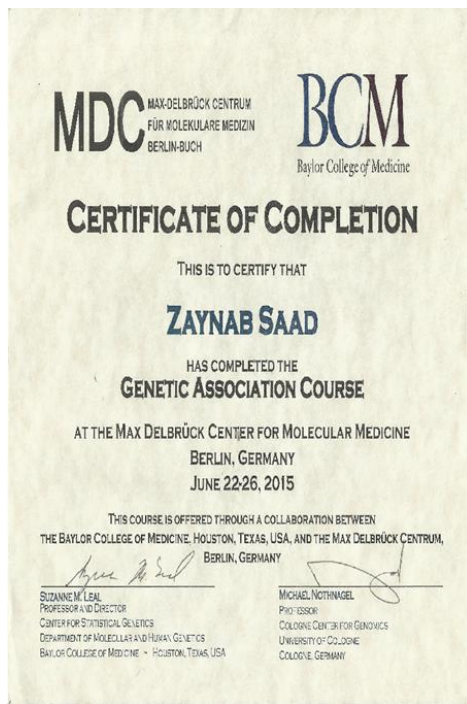 MDC
MAX-DELBRÜCK CENTRUM
FÜR MOLEKULARE MEDIZIN
BERLIN-BUCH
BCM
Baylor College of Medicine
CERTIFICATE OF COMPLETION
THIS IS TO CERTIFY THAT
ZAYNAB SAAD
HAS COMPLETED THE
GENETIC ASSOCIATION COURSE
AT THE MAX DELBRÜCK CENTER FOR MOLECULAR MEDICINE
BERLIN, GERMANY
JUNE 22-26, 2015
THIS COURSE IS OFFERED THROUGH A COLLABORATION BETWEEN
THE BAYLOR COLLEGE OF MEDICINE, HOUSTON, TEXAS, USA, AND THE MAX DELBRÜCK CENTRUM,
BERLIN, GERMANY
SUZANNE M. LEAL
PROFESSOR AND DIRECTOR
CENTER FOR STATISTICAL GENETICS
DEPARTMENT OF MOLECULAR AND HUMAN GENETICS
BAYLOR COLLEGE OF MEDICINE ~ HOUSTON, TEXAS, USA
MICHAEL NOTHNAGEL
PROFESSOR
COLOGNE CENTER FOR GENOMICS
UNIVERSITY OF COLOGNE
COLOGNE, GERMANY